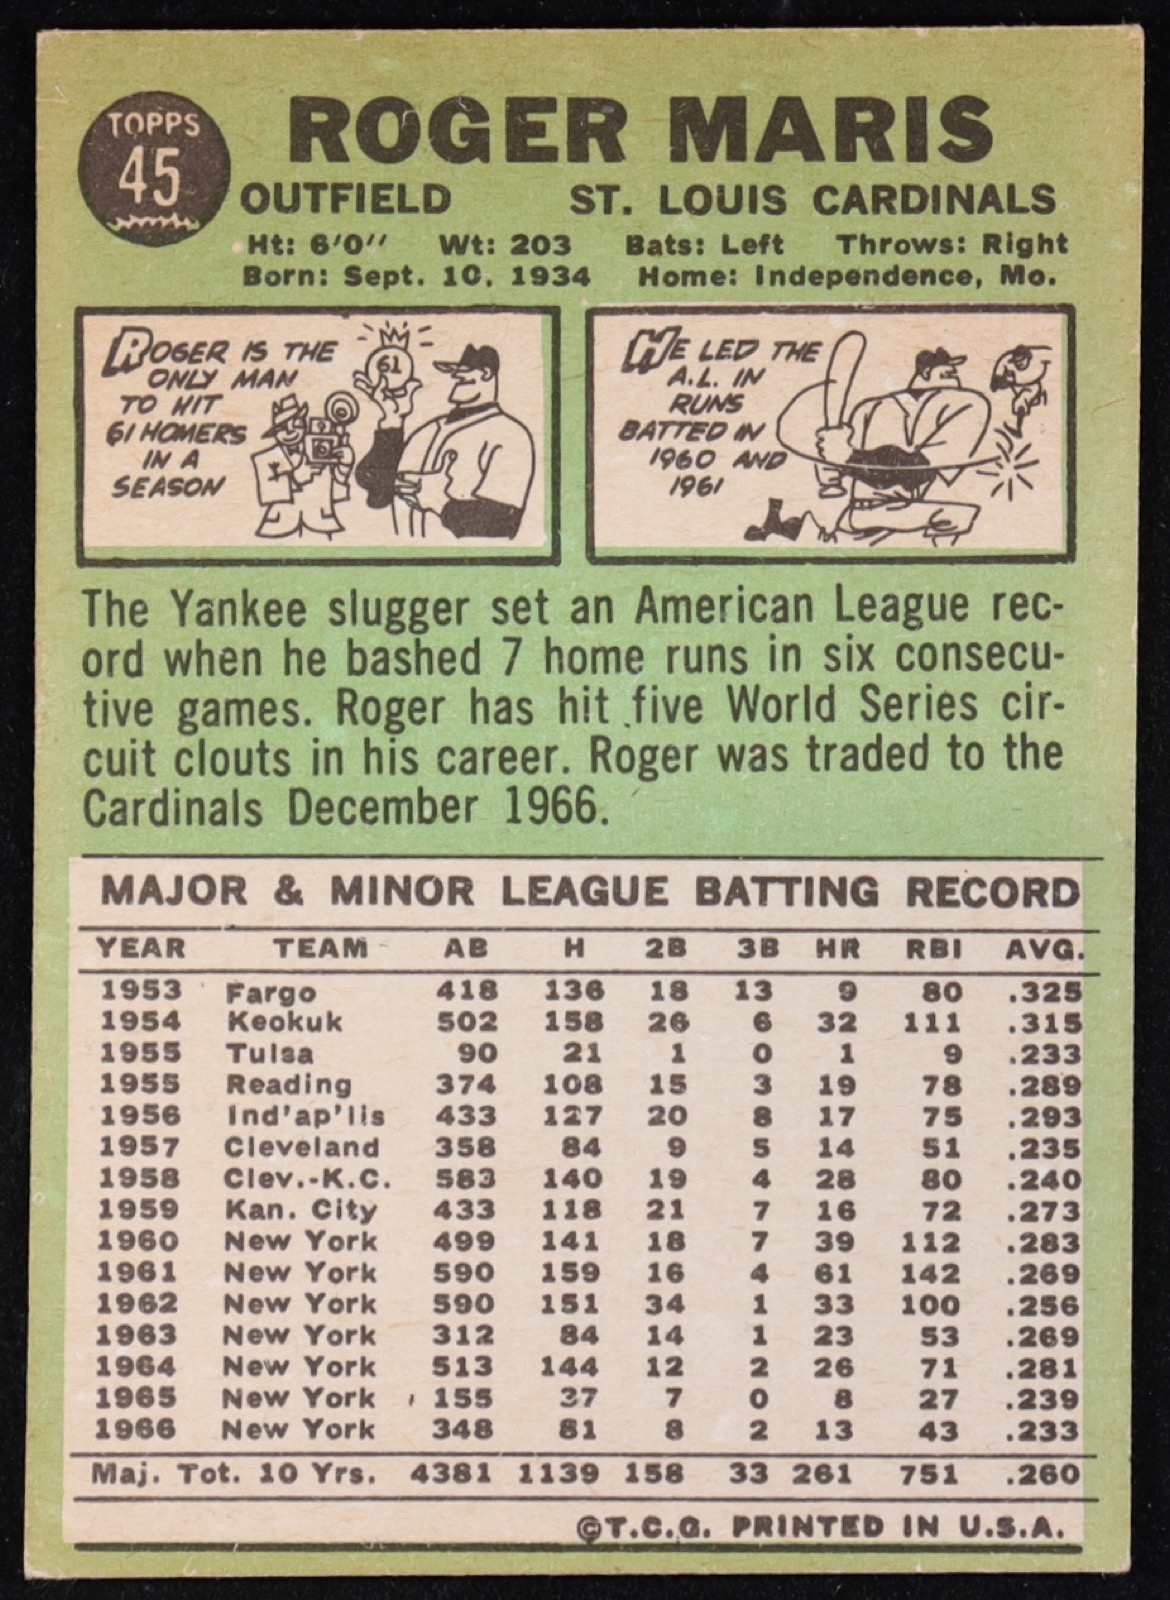 TOPPS
45
ROGER MARIS
OUTFIELD ST. LOUIS CARDINALS
Ht: 6'0" Wt: 203 Bats: Left Throws: Right
Born: Sept. 10, 1934 Home: Independence, Mo.
ROGER IS THE
ONLY MAN
TO HIT
61 HOMERS
IN A
SEASON
61
HE LED THE
A.L. IN
RUNS
BATTED IN
1960 AND
1961
The Yankee slugger set an American League rec-
ord when he bashed 7 home runs in six consecu-
tive games. Roger has hit five World Series cir-
cuit clouts in his career. Roger was traded to the
Cardinals December 1966.
MAJOR & MINOR LEAGUE BATTING RECORD
YEAR TEAM AB H 2B 3B HR RBI AVG.
1953 Fargo 418 136 18 13 9 80 .325
1954 Keokuk 502 158 26 6 32 111 .315
1955 Tulsa 90 21 1 0 1 9 .233
1955 Reading 374 108 15 3 19 78 .289
1956 Ind'ap'lis 433 127 20 8 17 75 .293
1957 Cleveland 358 84 9 5 14 51 .235
1958 Clev.-K.C. 583 140 19 4 28 80 .240
1959 Kan. City 433 118 21 7 16 72 .273
1960 New York 499 141 18 7 39 112 .283
1961 New York 590 159 16 4 61 142 .269
1962 New York 590 151 34 1 33 100 .256
1963 New York 312 84 14 1 23 53 .269
1964 New York 513 144 12 2 26 71 .281
1965 New York 155 37 7 0 8 27 .239
1966 New York 348 81 8 2 13 43 .233
Maj. Tot. 10 Yrs. 4381 1139 158 33 261 751 .260
©T.C.G. PRINTED IN U.S.A.